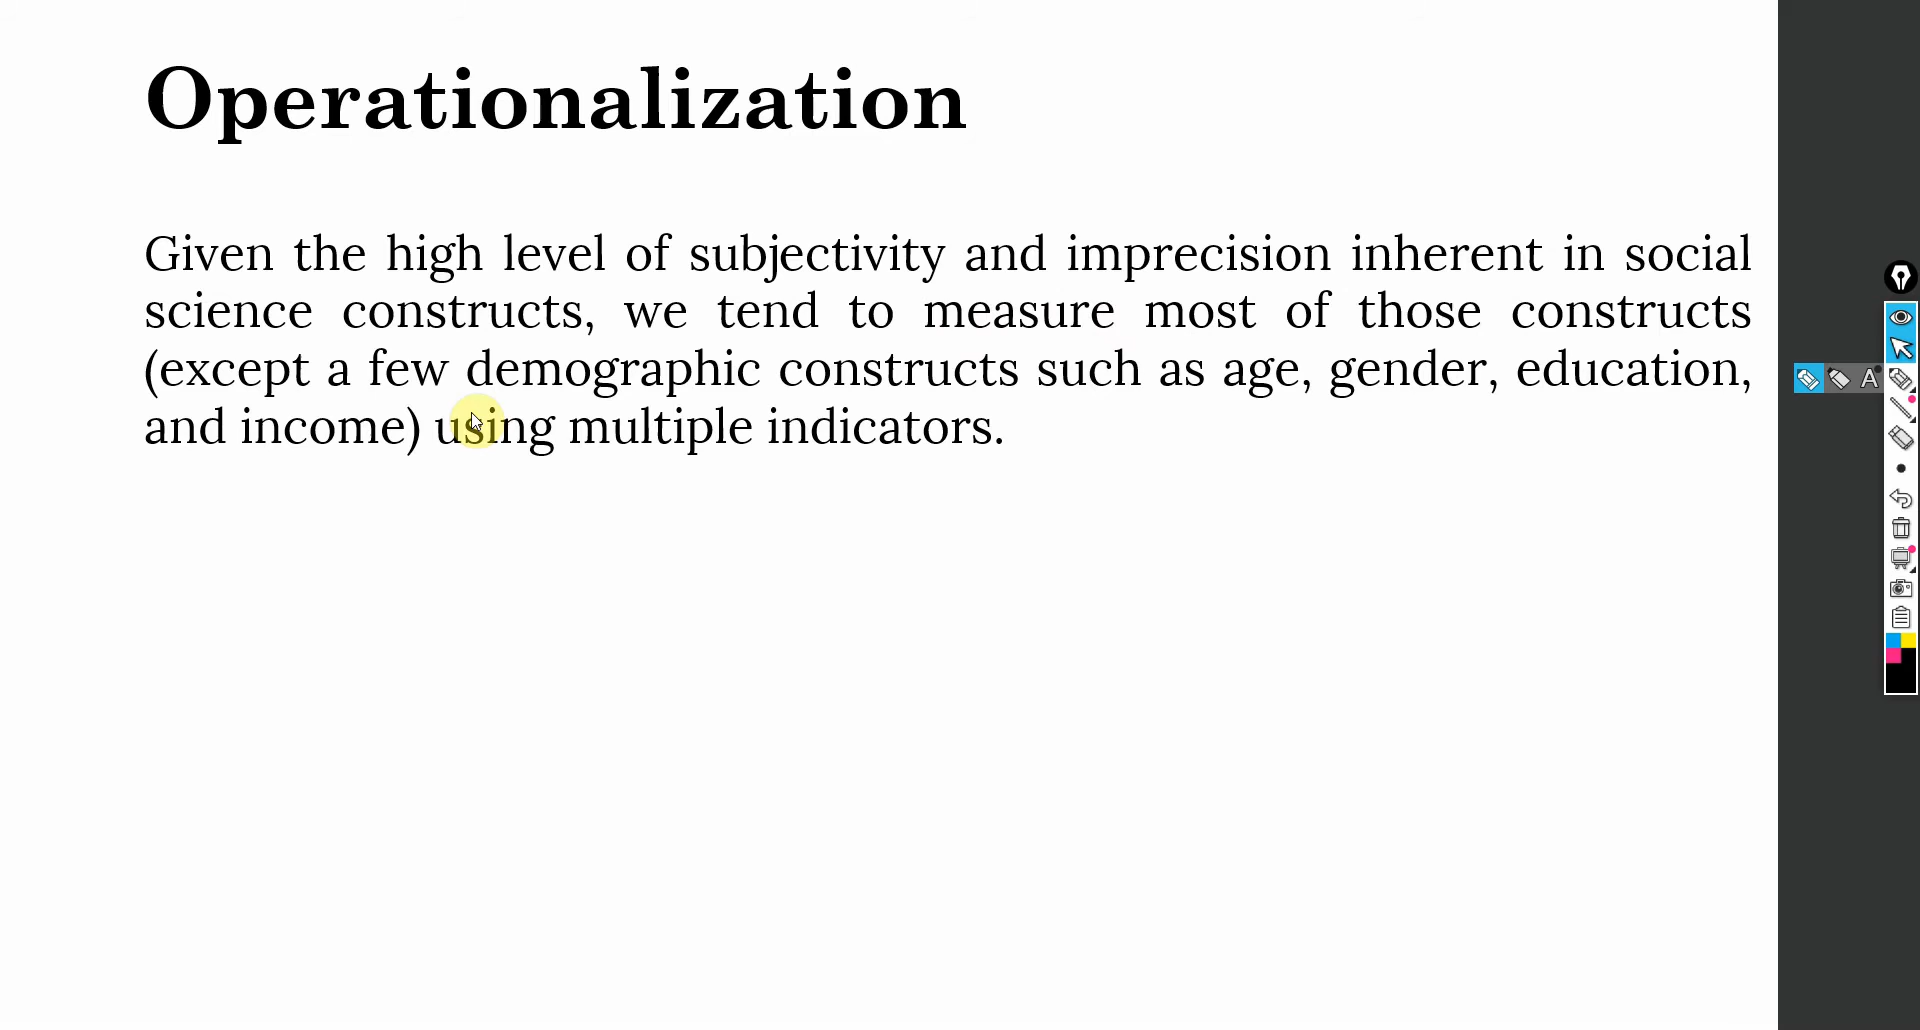 Operationalization
Given the high level of subjectivity and imprecision inherent in social
science constructs, we tend to measure most of those constructs
(except a few demographic constructs such as age, gender, education,
and income) using multiple indicators.
A